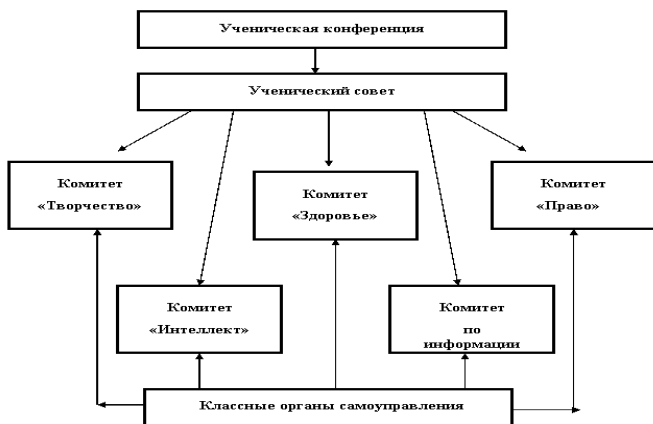 Ученическая конференция
Ученический совет
Комитет
«Творчество»
Комитет
«Здоровье»
Комитет
«Право»
Комитет
«Интеллект»
Комитет
по
информации
Классные органы самоуправления